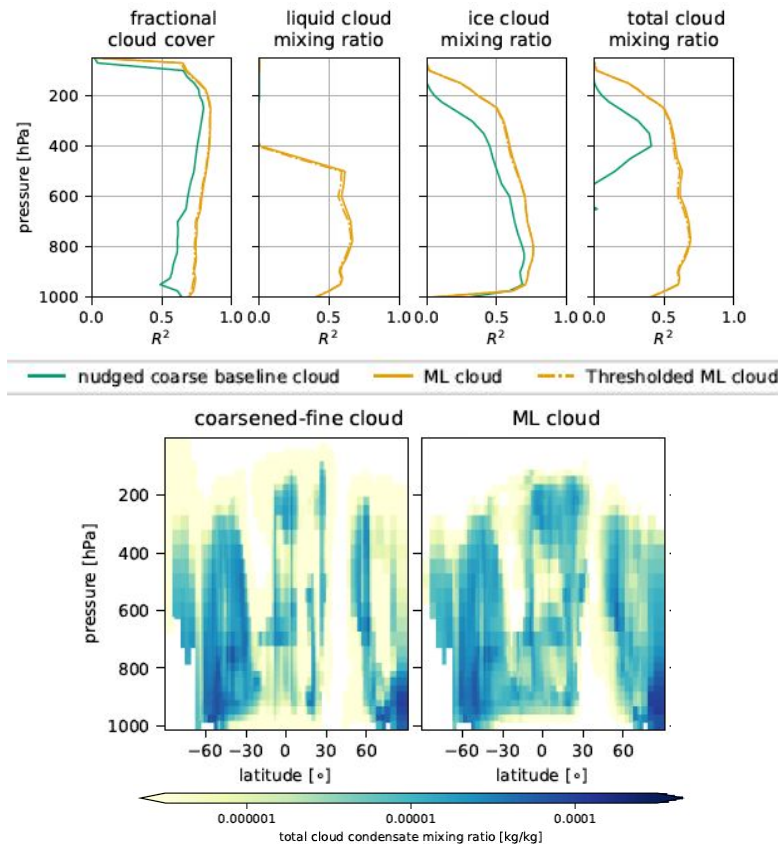 fractional
cloud cover
liquid cloud
mixing ratio
ice cloud
mixing ratio
total cloud
mixing ratio
pressure [hPa]
200
400
600
800
1000
0.0 0.5 1.0
R²
0.0 0.5 1.0
R²
0.0 0.5 1.0
R²
0.0 0.5 1.0
R²
nudged coarse baseline cloud ML cloud Thresholded ML cloud
coarsened-fine cloud ML cloud
pressure [hPa]
200
400
600
800
1000
−60 −30 0 30 60
latitude [∘]
−60 −30 0 30 60
latitude [∘]
0.000001 0.00001 0.0001
total cloud condensate mixing ratio [kg/kg]